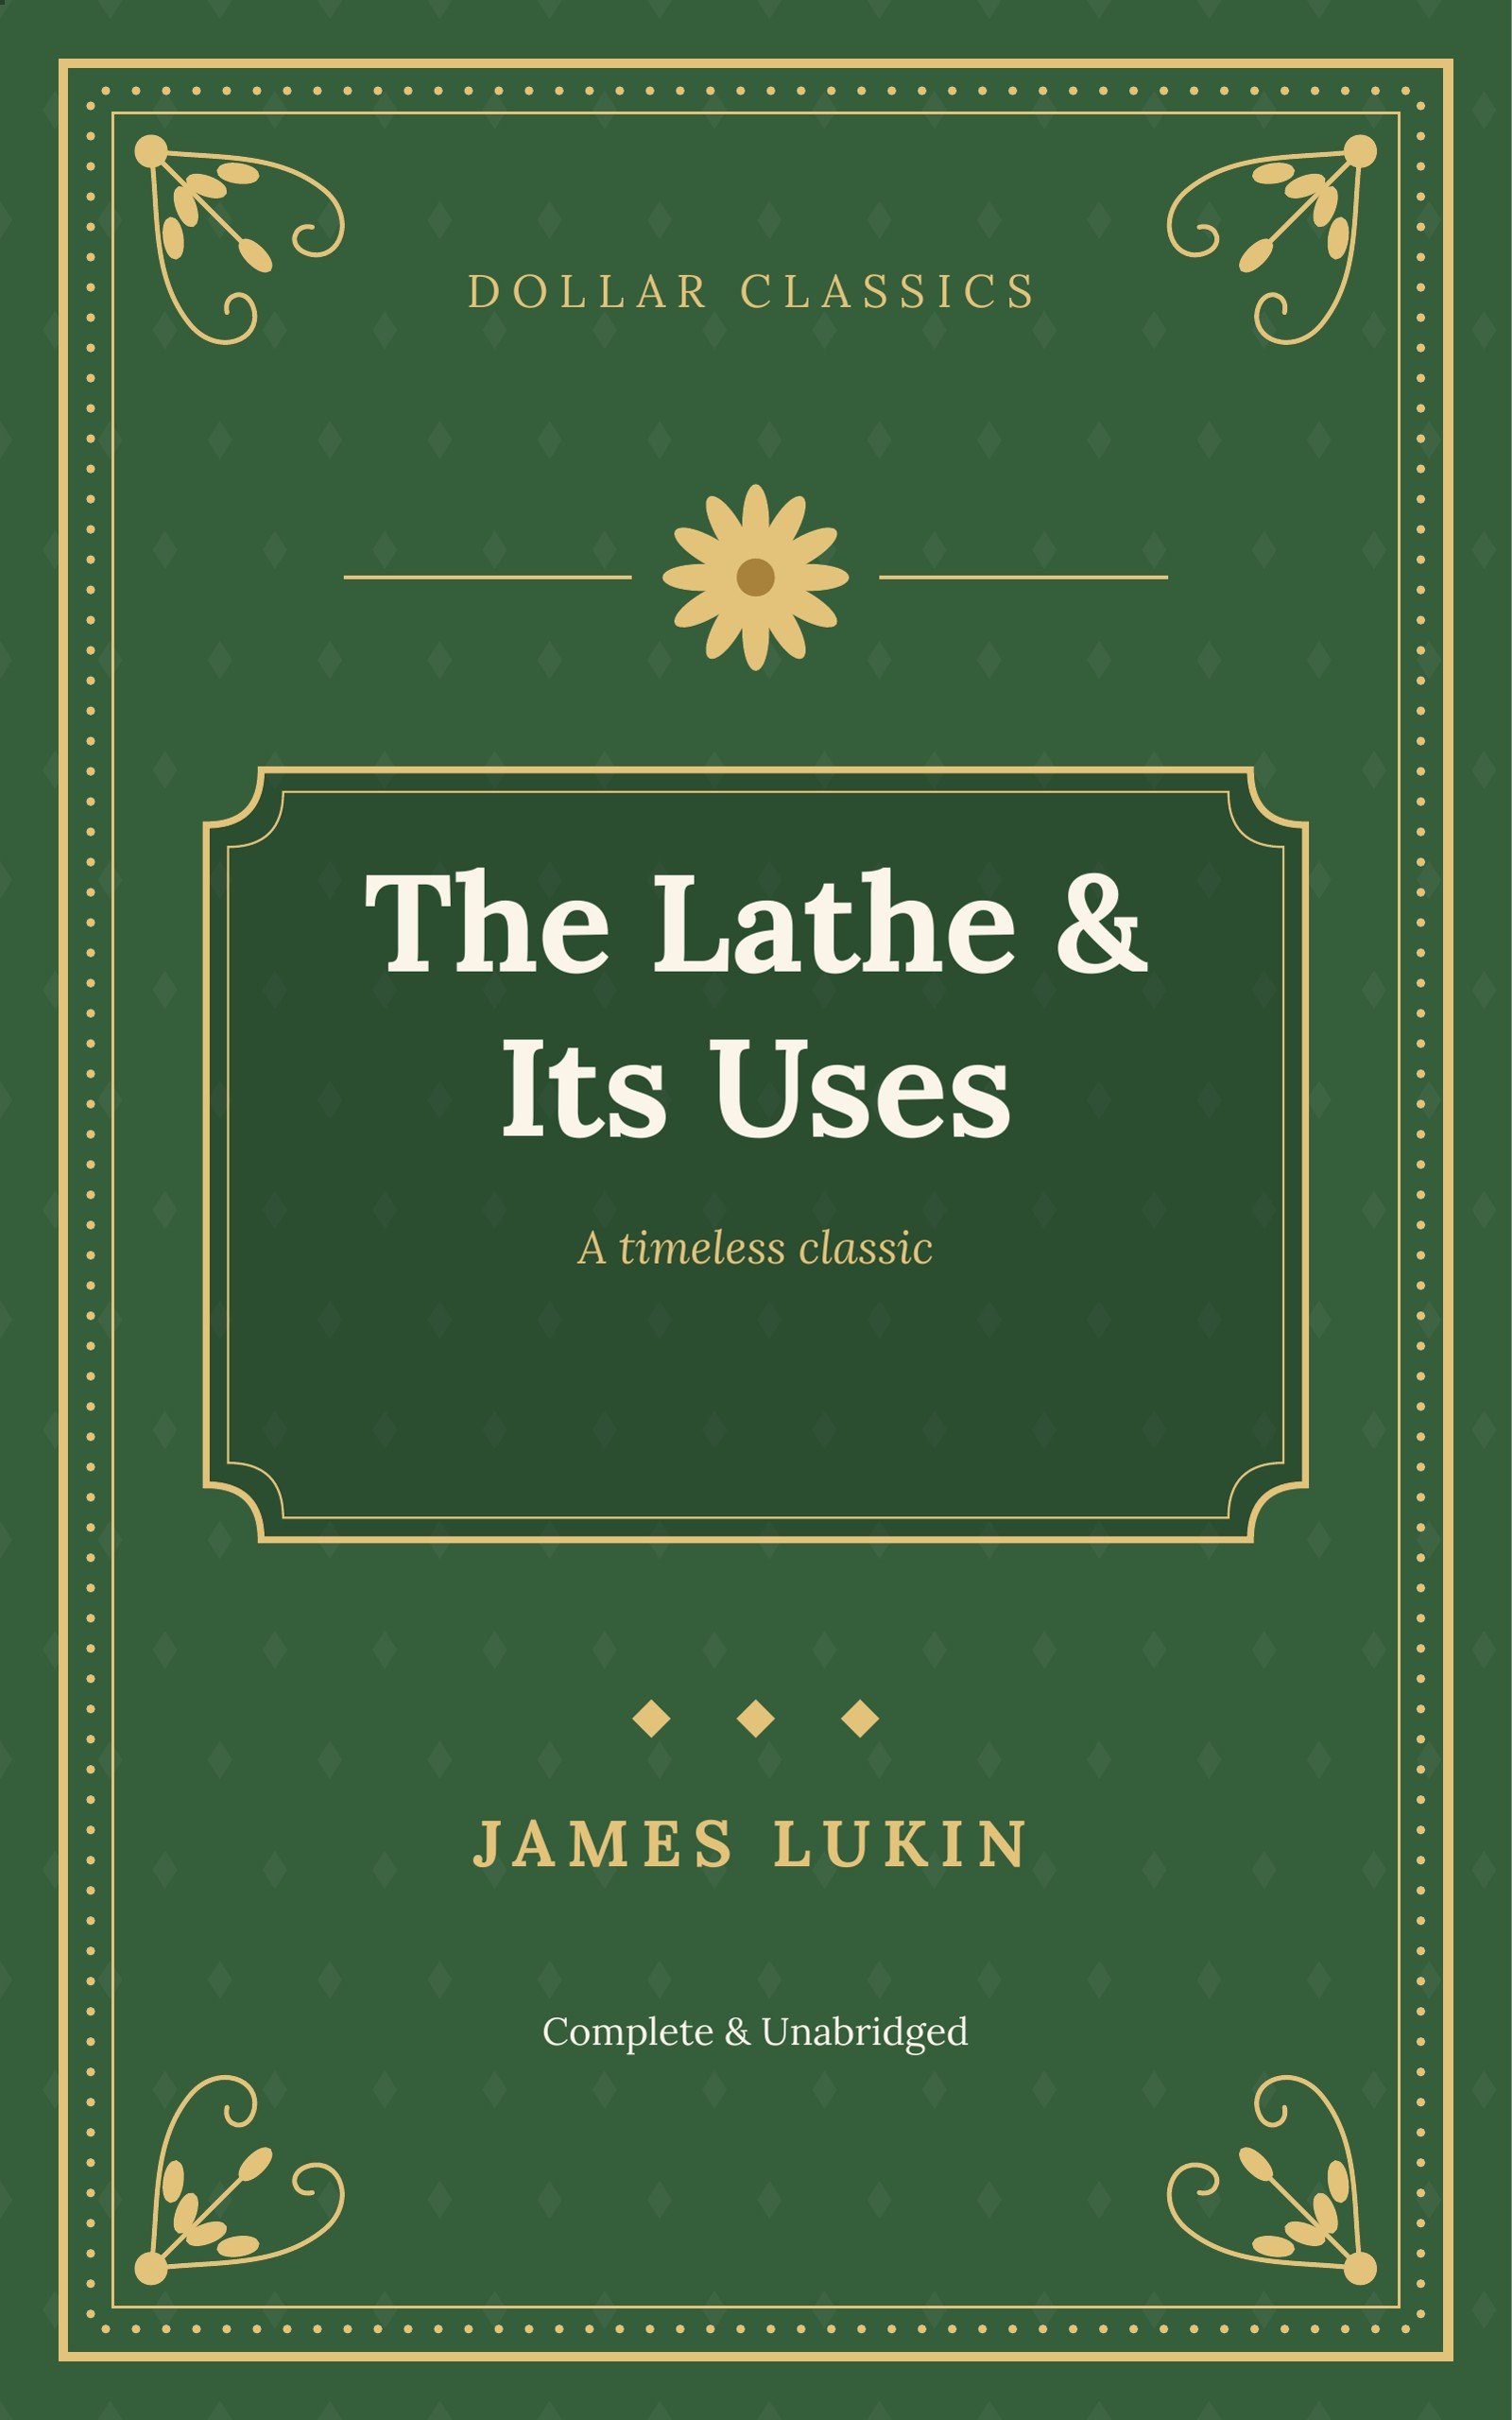 DOLLAR CLASSICS
The Lathe &
Its Uses
A timeless classic
JAMES LUKIN
Complete & Unabridged